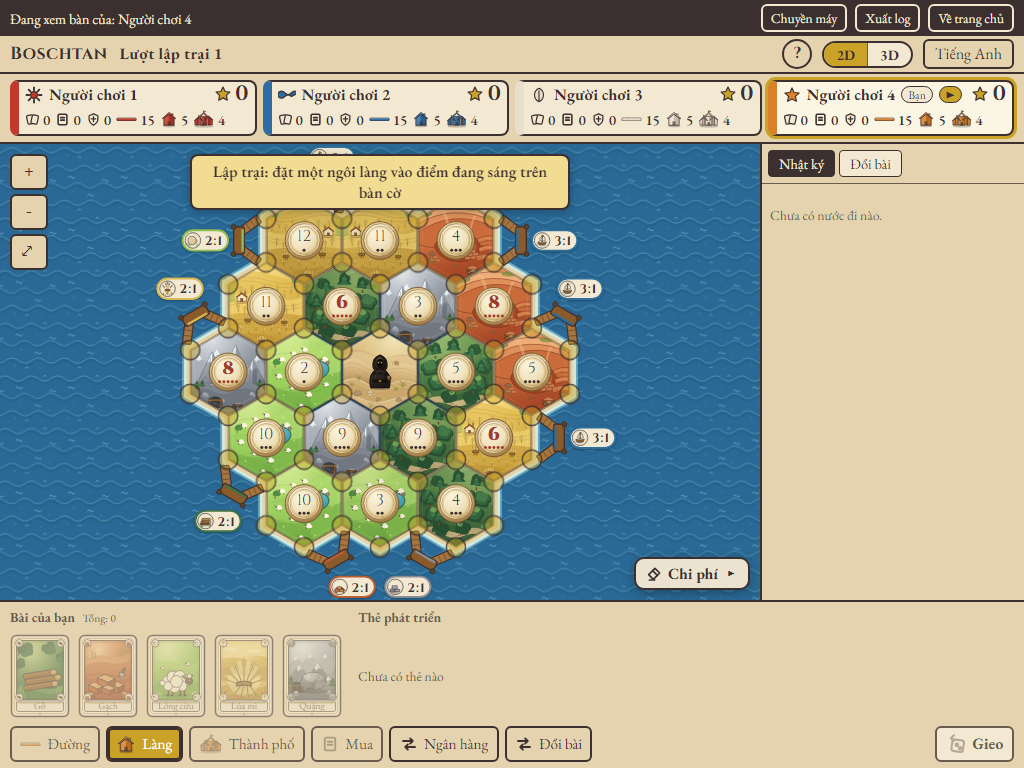 Đang xem bàn của: Người chơi 4
Chuyền máy
Xuất log
Về trang chủ
BOSCHTAN Lượt lập trại 1
?
2D 3D
Tiếng Anh
Người chơi 1 0
0 0 0 15 5 4
Người chơi 2 0
0 0 0 15 5 4
Người chơi 3 0
0 0 0 15 5 4
Người chơi 4 Bạn 0
0 0 0 15 5 4
+
-
Lập trại: đặt một ngôi làng vào điểm đang sáng trên
bàn cờ
Nhật ký Đổi bài
Chưa có nước đi nào.
2:1 12 11 4 3:1
2:1 11 6 3 8 3:1
8 2 5 5
10 9 9 6 3:1
10 3 4
2:1
2:1 2:1
Chi phí
Bài của bạn Tổng: 0
Thẻ phát triển
Gỗ Gạch Lông cừu Lúa mì Quặng
Chưa có thẻ nào
Đường Làng Thành phố Mua Ngân hàng Đổi bài Gieo